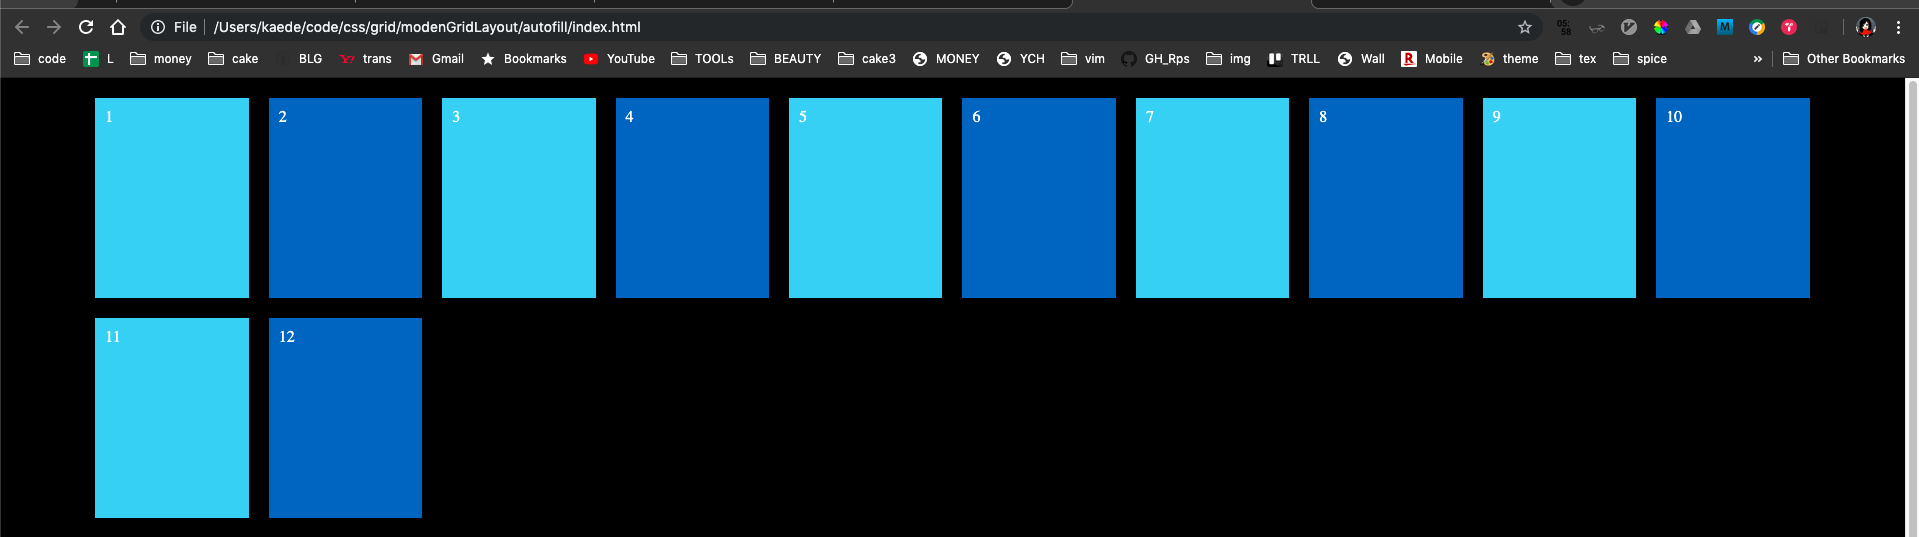 File /Users/kaede/code/css/grid/modenGridLayout/autofill/index.html 05: 58
code L money cake BLG trans Gmail Bookmarks YouTube TOOLs BEAUTY cake3 MONEY YCH vim GH_Rps img TRLL Wall Mobile theme tex spice » Other Bookmarks
1 2 3 4 5 6 7 8 9 10
11 12